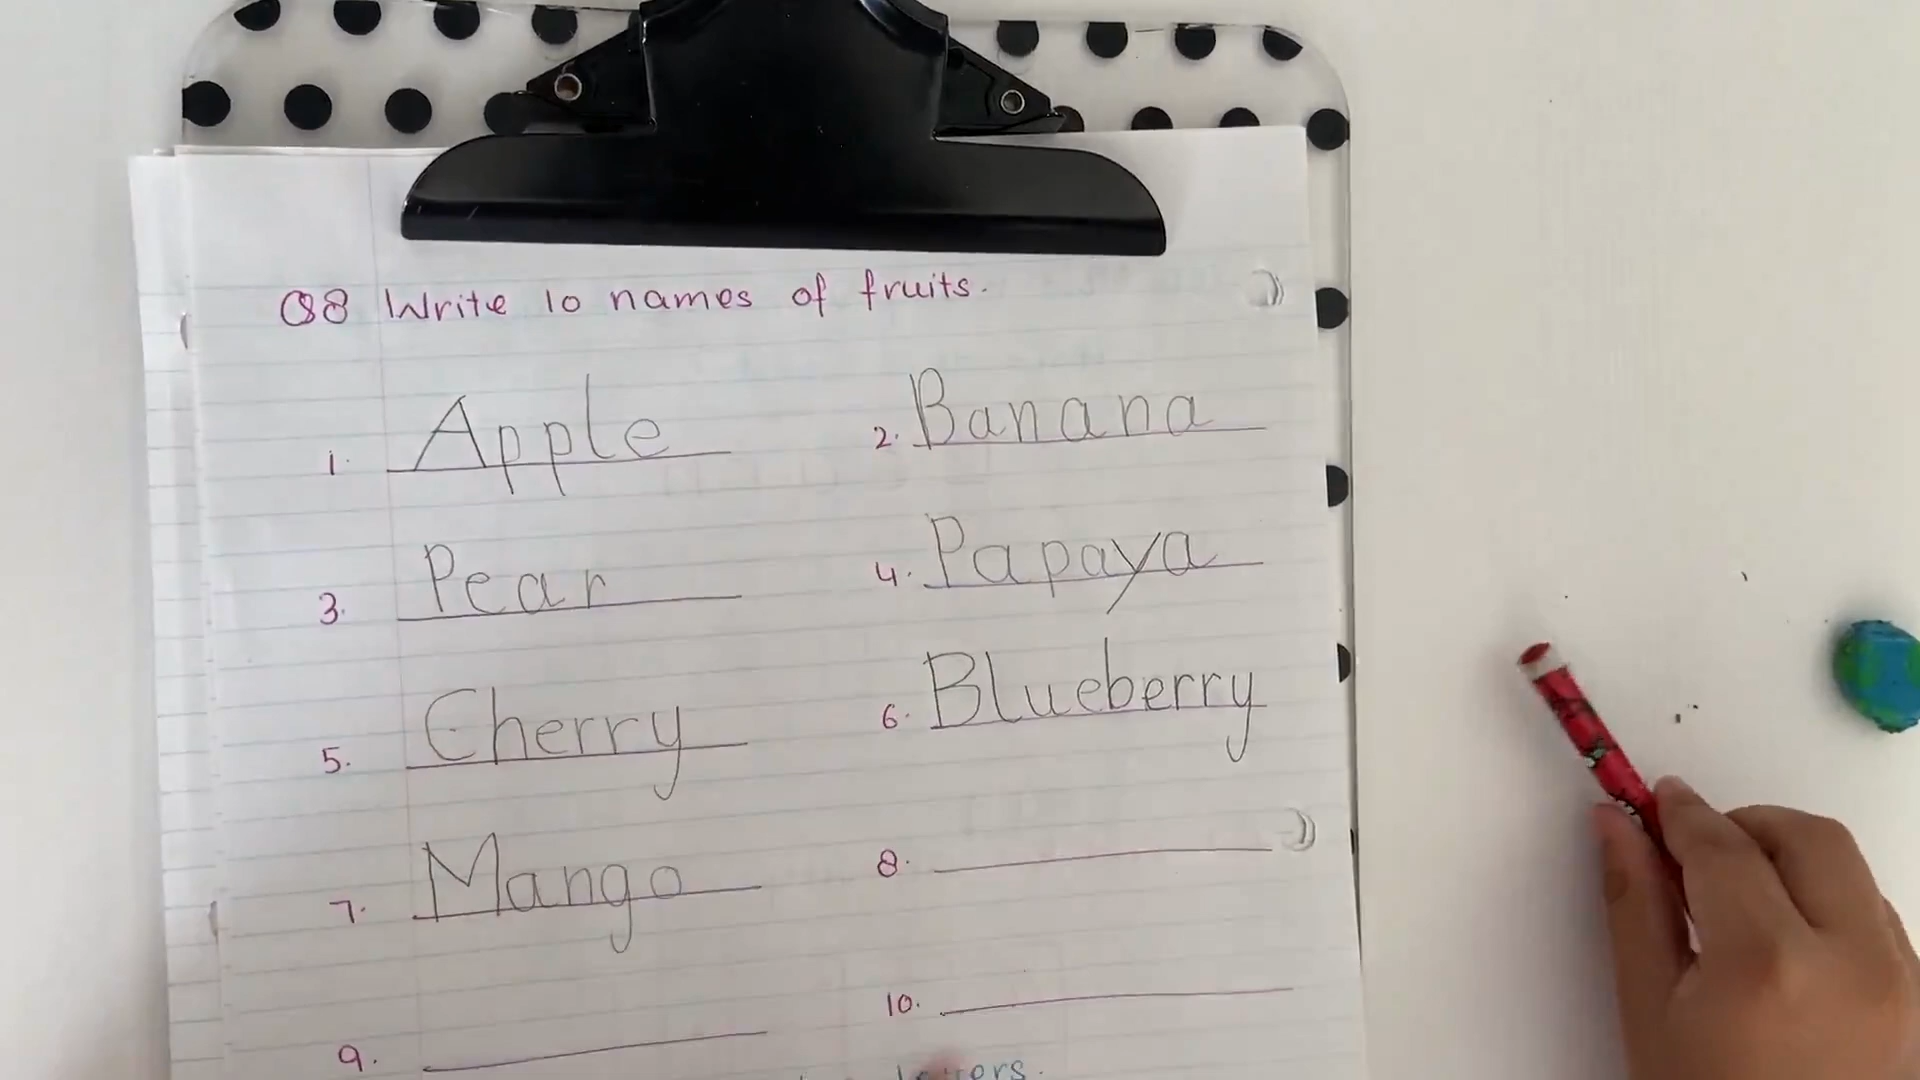 Q8 Write 10 names of fruits.
1. Apple 2. Banana
3. Pear 4. Papaya
5. Cherry 6. Blueberry
7. Mango 8.
10.
9.
letters.